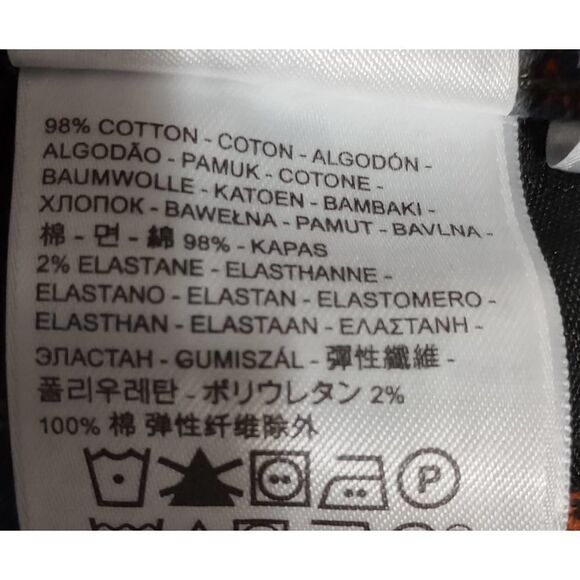 98% COTTON - COTON - ALGODÓN -
ALGODÃO - PAMUK - COTONE -
BAUMWOLLE - KATOEN - BAMBAKI -
ХЛОПОК - BAWEŁNA - PAMUT - BAVLNA -
棉 - 면 - 綿 98% - KAPAS
2% ELASTANE - ELASTHANNE -
ELASTANO - ELASTAN - ELASTOMERO -
ELASTHAN - ELASTAAN - ΕΛΑΣΤΑΝΗ -
ЭЛАСТАН - GUMISZÁL - 彈性纖維 -
폴리우레탄 - ポリウレタン 2%
100% 棉 弹性纤维除外
P